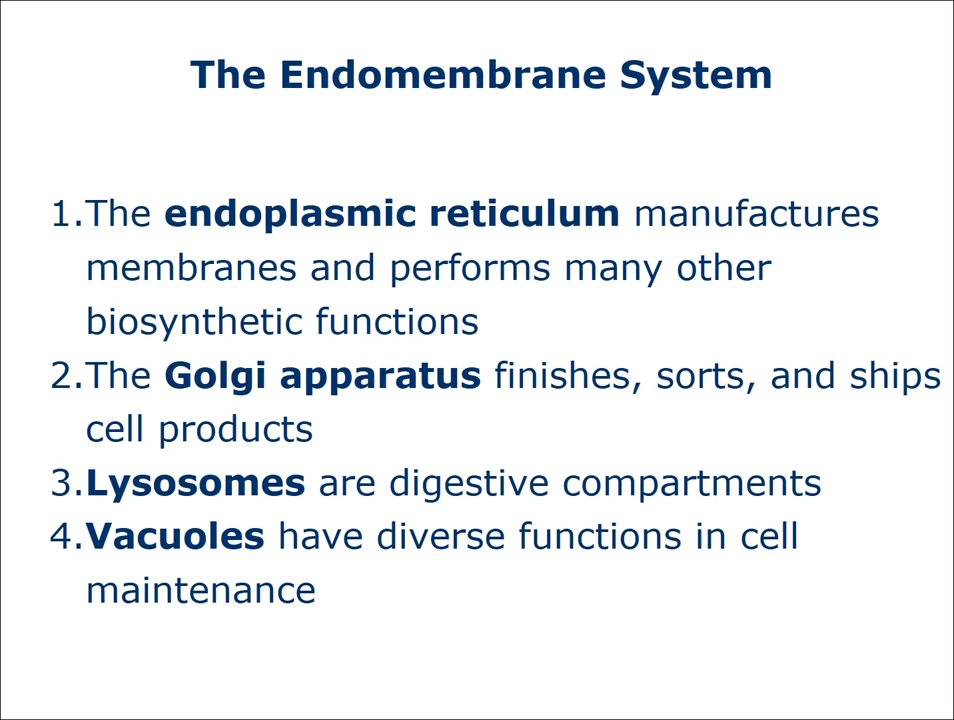 The Endomembrane System
1.The endoplasmic reticulum manufactures
membranes and performs many other
biosynthetic functions
2.The Golgi apparatus finishes, sorts, and ships
cell products
3.Lysosomes are digestive compartments
4.Vacuoles have diverse functions in cell
maintenance